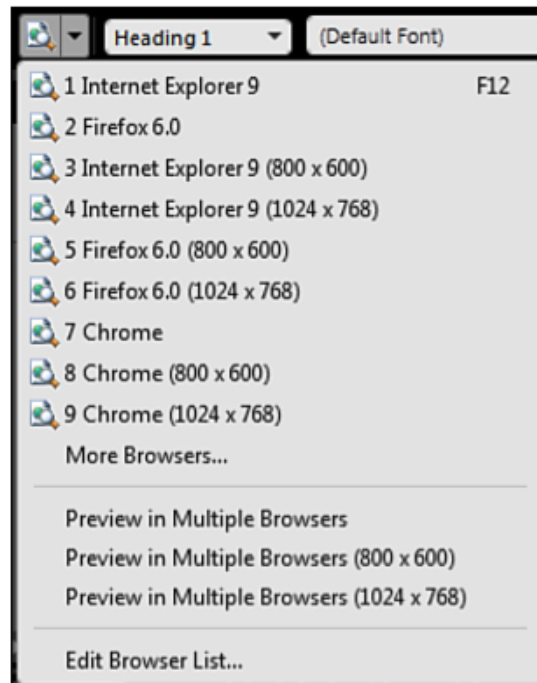 Heading 1 (Default Font)
1 Internet Explorer 9 F12
2 Firefox 6.0
3 Internet Explorer 9 (800 x 600)
4 Internet Explorer 9 (1024 x 768)
5 Firefox 6.0 (800 x 600)
6 Firefox 6.0 (1024 x 768)
7 Chrome
8 Chrome (800 x 600)
9 Chrome (1024 x 768)
More Browsers...
Preview in Multiple Browsers
Preview in Multiple Browsers (800 x 600)
Preview in Multiple Browsers (1024 x 768)
Edit Browser List...